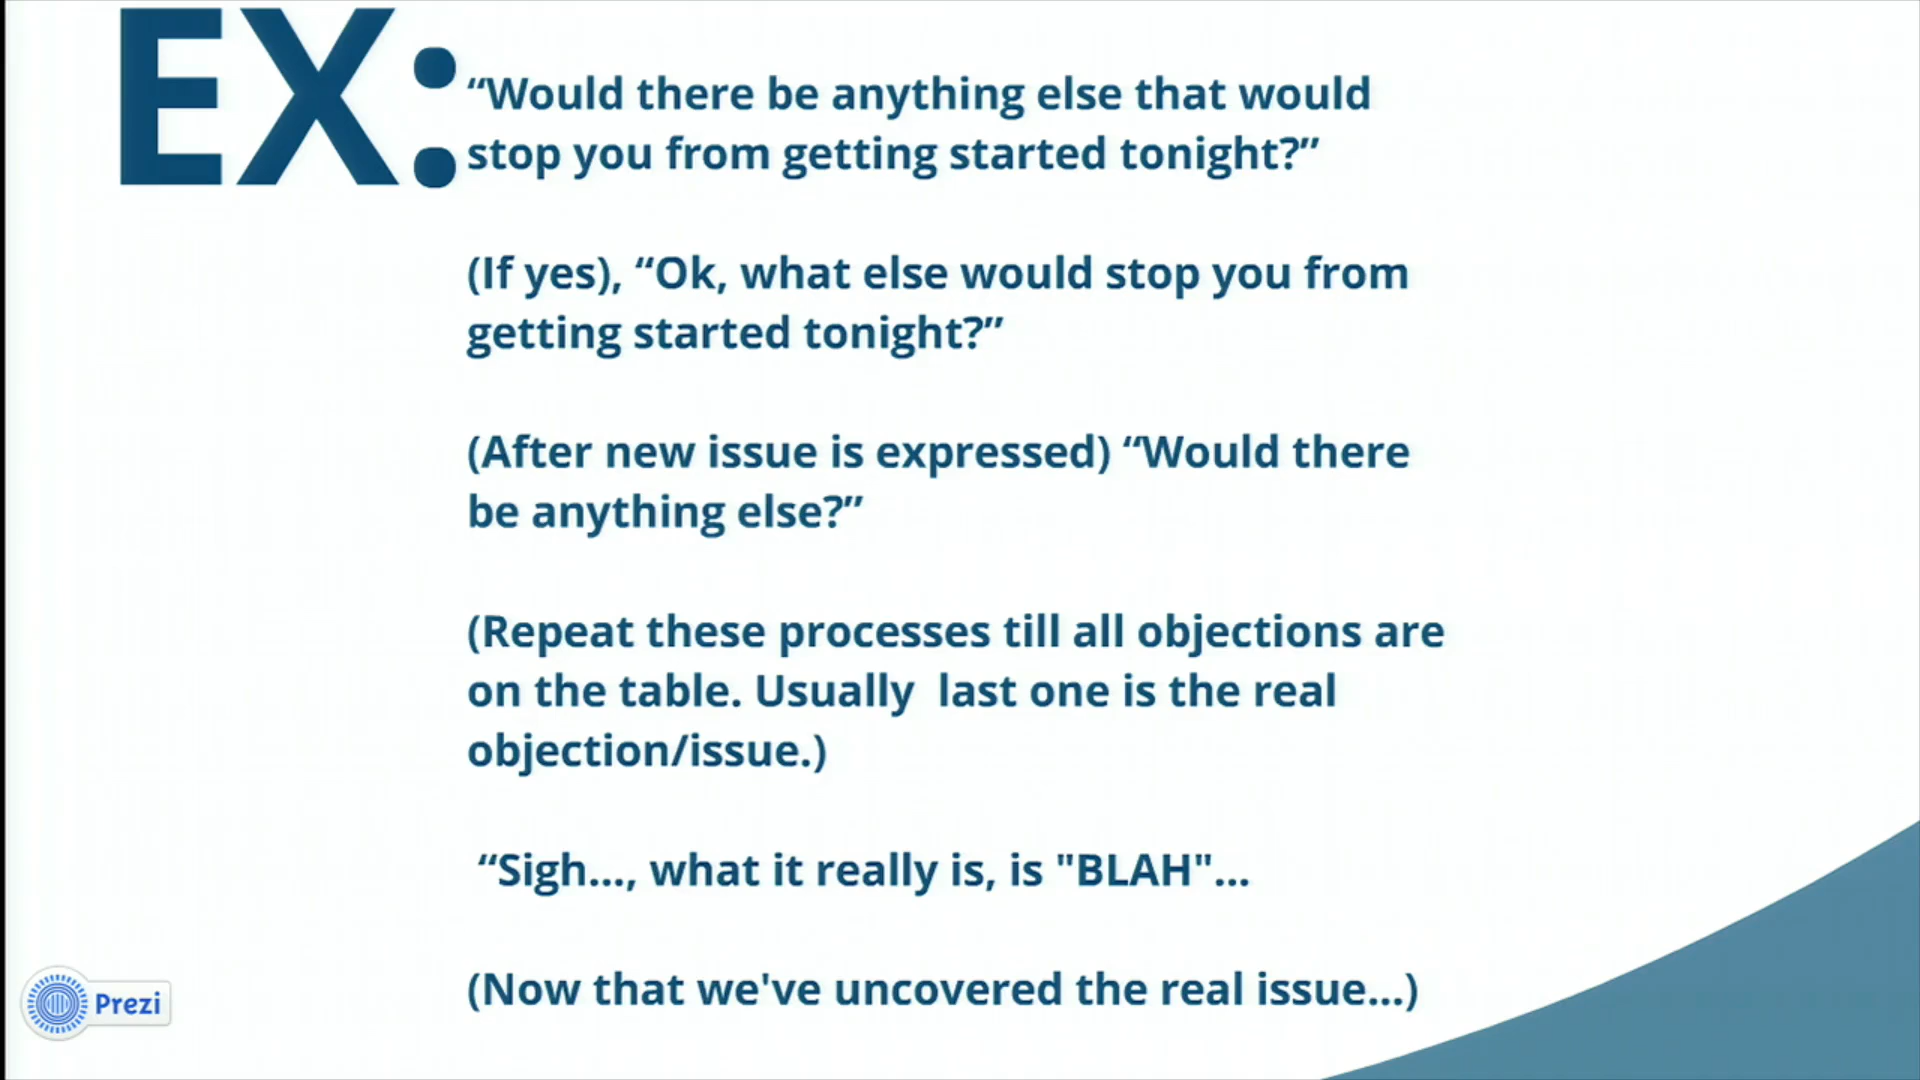 EX:
“Would there be anything else that would
stop you from getting started tonight?”
(If yes), “Ok, what else would stop you from
getting started tonight?”
(After new issue is expressed) “Would there
be anything else?”
(Repeat these processes till all objections are
on the table. Usually  last one is the real
objection/issue.)
“Sigh..., what it really is, is "BLAH"...
(Now that we've uncovered the real issue...)
Prezi